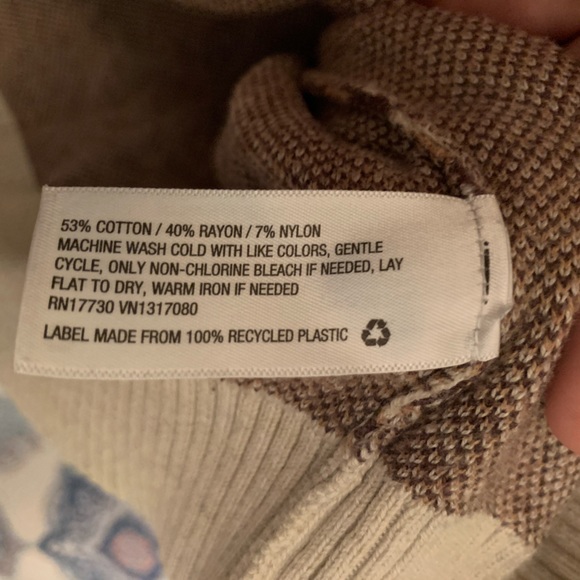 53% COTTON / 40% RAYON / 7% NYLON
MACHINE WASH COLD WITH LIKE COLORS, GENTLE
CYCLE, ONLY NON-CHLORINE BLEACH IF NEEDED, LAY
FLAT TO DRY, WARM IRON IF NEEDED
RN17730 VN1317080
LABEL MADE FROM 100% RECYCLED PLASTIC